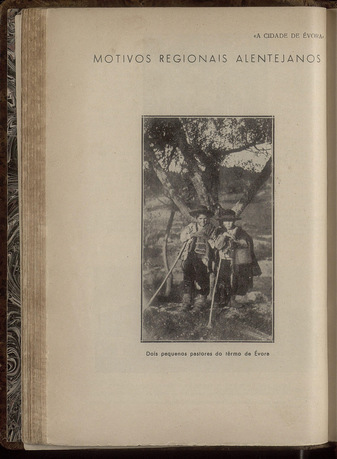 «A CIDADE DE ÉVORA»
MOTIVOS REGIONAIS ALENTEJANOS
Dois pequenos pastores do têrmo de Évora